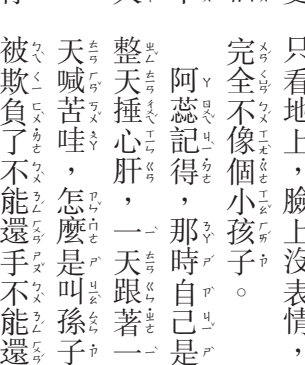 只看地上，臉上沒表情，
完全不像個小孩子。
阿蕊記得，那時自己是
整天捶心肝，一天跟著一
天喊苦哇，怎麼是叫孫子
被欺負了不能還手不能還